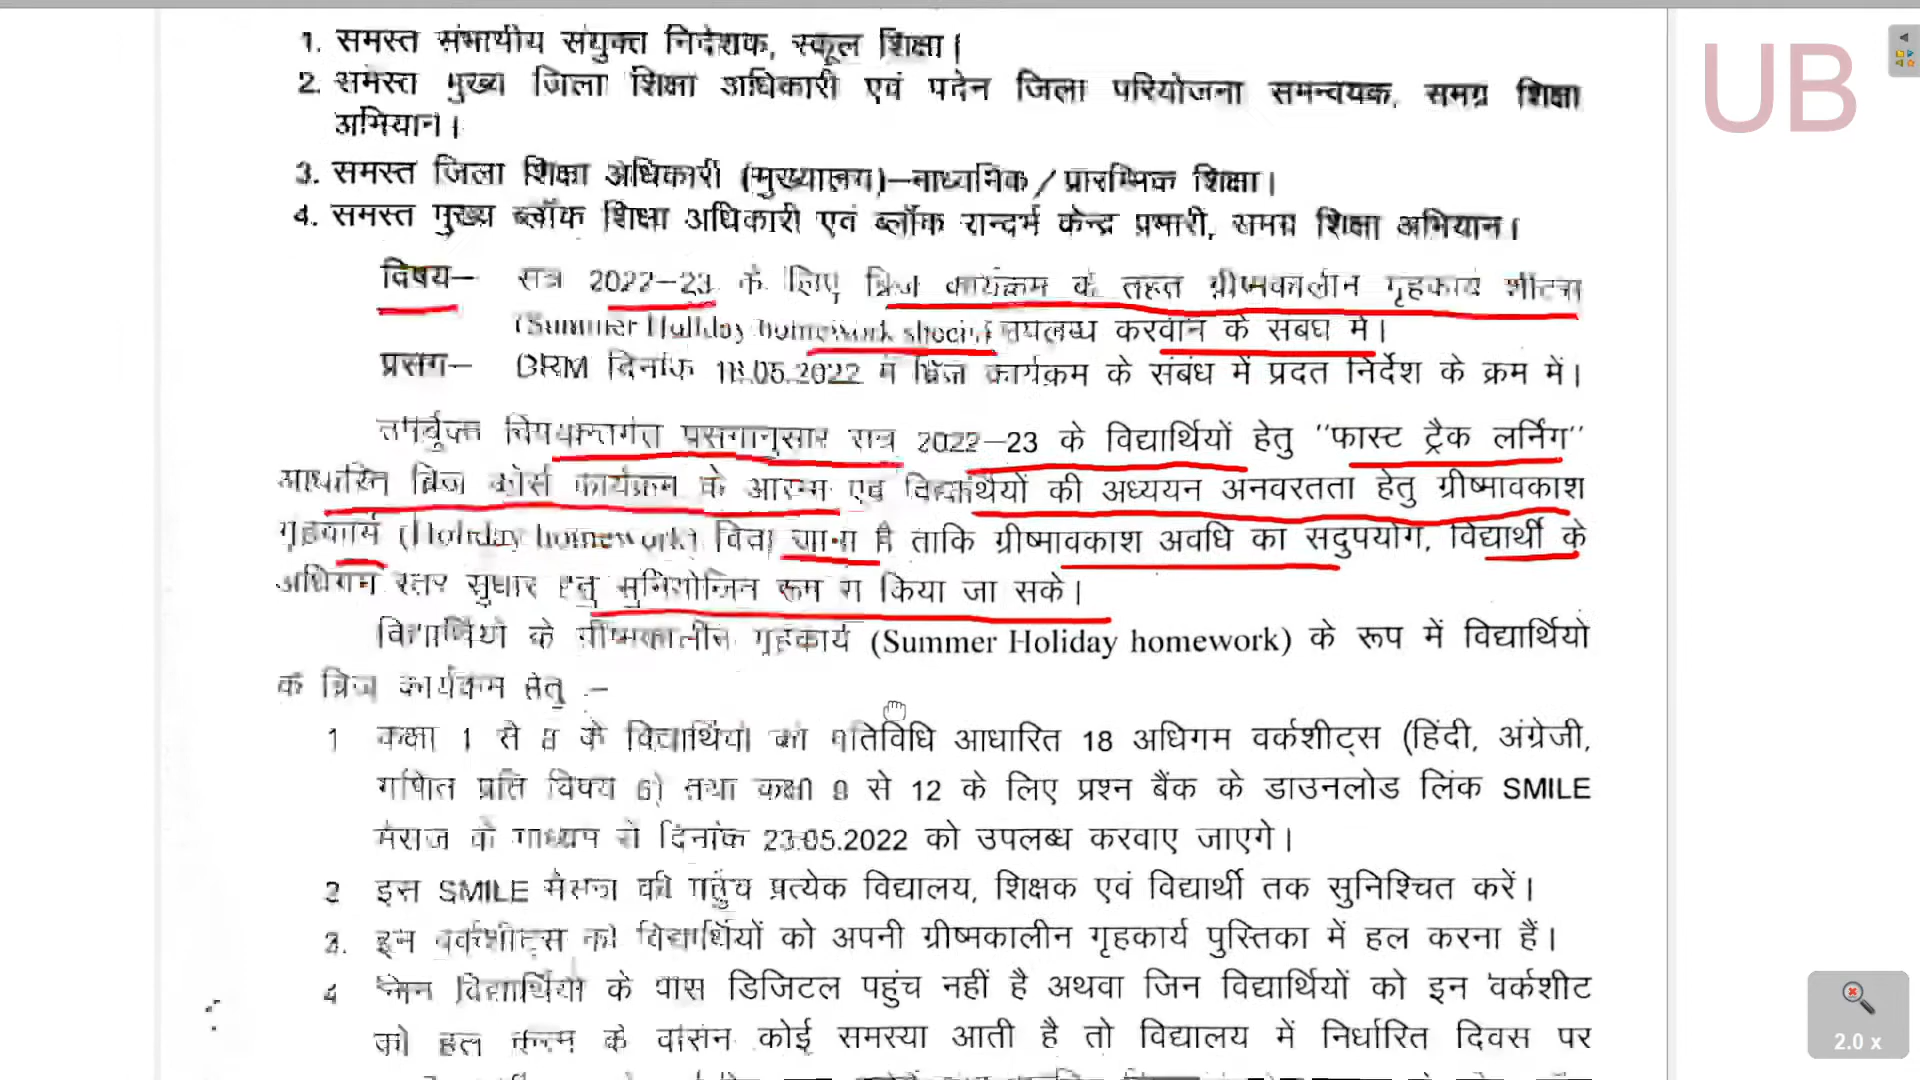 1. समस्त संभागीय संयुक्त निदेशक, स्कूल शिक्षा।
UB
2. समस्त मुख्य जिला शिक्षा अधिकारी एवं पदेन जिला परियोजना समन्वयक, समग्र शिक्षा
अभियान।
3. समस्त जिला शिक्षा अधिकारी (मुख्यालय)–माध्यमिक/प्रारम्भिक शिक्षा।
4. समस्त मुख्य ब्लॉक शिक्षा अधिकारी एवं ब्लॉक सन्दर्भ केन्द्र प्रभारी, समग्र शिक्षा अभियान।
विषय– सत्र 2022–23 के लिए ब्रिज कार्यक्रम के तहत ग्रीष्मकालीन गृहकार्य शीट्स
(Summer Holiday homework sheets) उपलब्ध करवाने के संबंध में।
प्रसंग– दिनांक 18.05.2022 में ब्रिज कार्यक्रम के संबंध में प्रदत निर्देश के क्रम में।
उपर्युक्त विषयान्तर्गत प्रसंगानुसार सत्र 2022–23 के विद्यार्थियों हेतु "फास्ट ट्रैक लर्निंग"
आधारित ब्रिज कोर्स कार्यक्रम के आरम्भ एवं विद्यार्थियों की अध्ययन अनवरतता हेतु ग्रीष्मावकाश
गृहकार्य (Holiday homework) दिया जाना है ताकि ग्रीष्मावकाश अवधि का सदुपयोग, विद्यार्थी के
अधिगम स्तर सुधार हेतु सुनियोजित रूप से किया जा सके।
विद्यार्थियों के ग्रीष्मकालीन गृहकार्य (Summer Holiday homework) के रूप में विद्यार्थियो
के ब्रिज कार्यक्रम हेतु :–
1 कक्षा 1 से 8 के विद्यार्थियों को गतिविधि आधारित 18 अधिगम वर्कशीट्स (हिंदी, अंग्रेजी,
गणित प्रति विषय 6) तथा कक्षा 9 से 12 के लिए प्रश्न बैंक के डाउनलोड लिंक SMILE
मैसेज के माध्यम से दिनांक 23.05.2022 को उपलब्ध करवाए जाएगे।
2 इस SMILE मैसेज की पहुंच प्रत्येक विद्यालय, शिक्षक एवं विद्यार्थी तक सुनिश्चित करें।
3. इन वर्कशीट्स को विद्यार्थियों को अपनी ग्रीष्मकालीन गृहकार्य पुस्तिका में हल करना हैं।
4 जिन विद्यार्थियों के पास डिजिटल पहुंच नहीं है अथवा जिन विद्यार्थियों को इन वर्कशीट
को हल करने के दौरान कोई समस्या आती है तो विद्यालय में निर्धारित दिवस पर
2.0 x